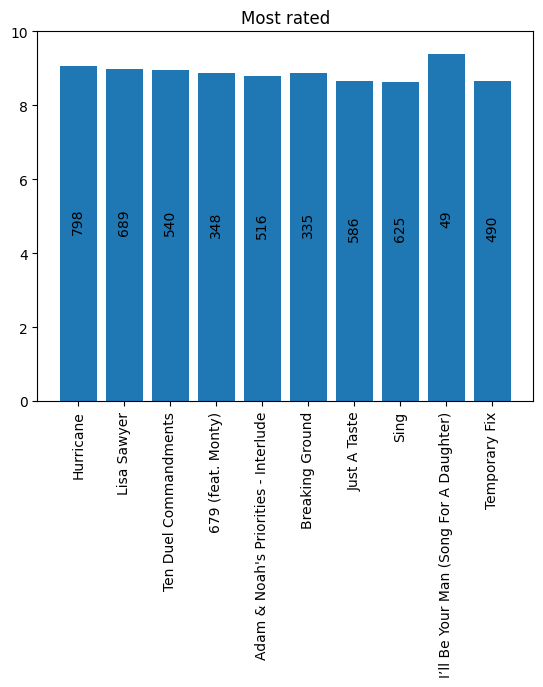 Most rated
10
8
6
4
2
0
798
689
540
348
516
335
586
625
49
490
Hurricane
Lisa Sawyer
Ten Duel Commandments
679 (feat. Monty)
Adam & Noah's Priorities - Interlude
Breaking Ground
Just A Taste
Sing
I’ll Be Your Man (Song For A Daughter)
Temporary Fix